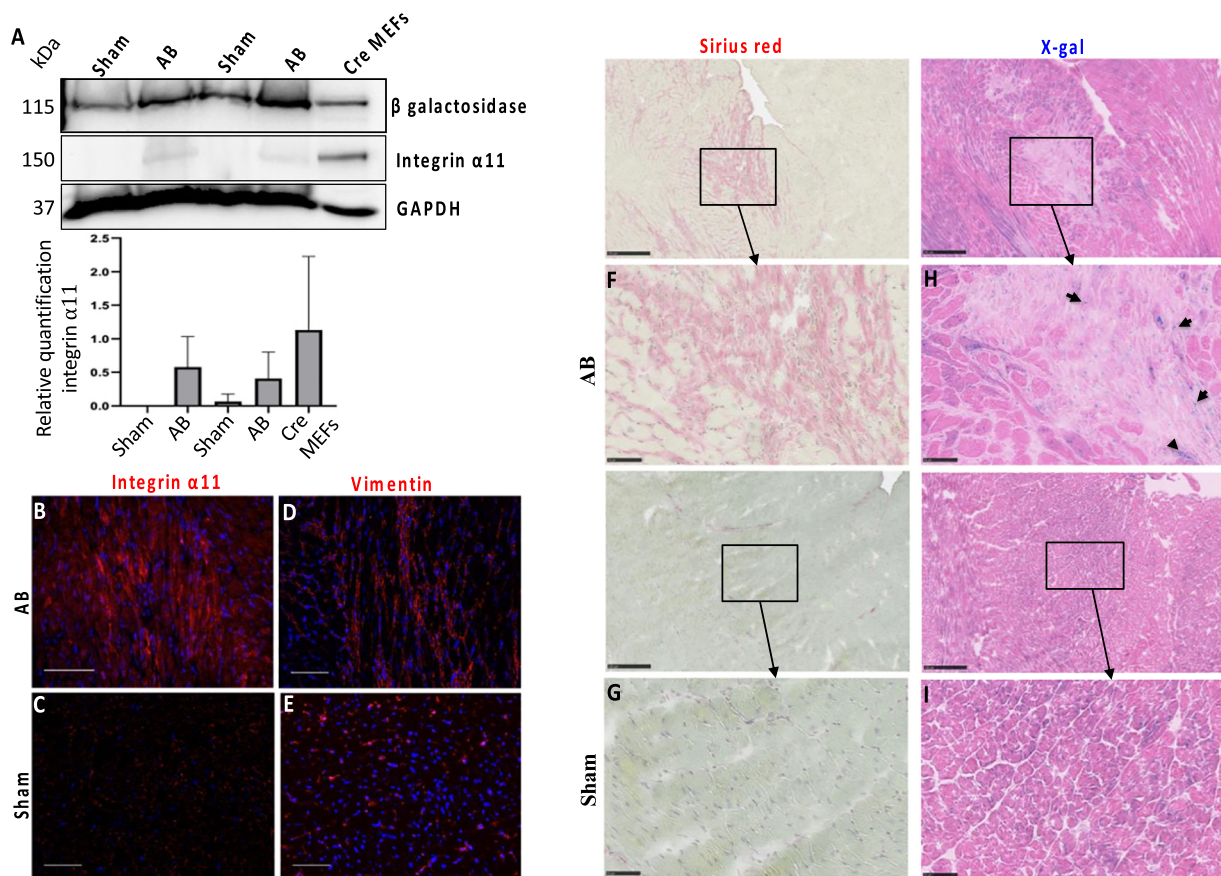 A
kDa
Sham
AB
Sham
AB
Cre MEFs
115
β galactosidase
150
Integrin α11
37
GAPDH
Relative quantification
integrin α11
2.5
2.0
1.5
1.0
0.5
0.0
Sham
AB
Sham
AB
Cre
MEFs
Integrin α11
Vimentin
AB
B
D
Sham
C
E
Sirius red
X-gal
AB
F
H
Sham
G
I